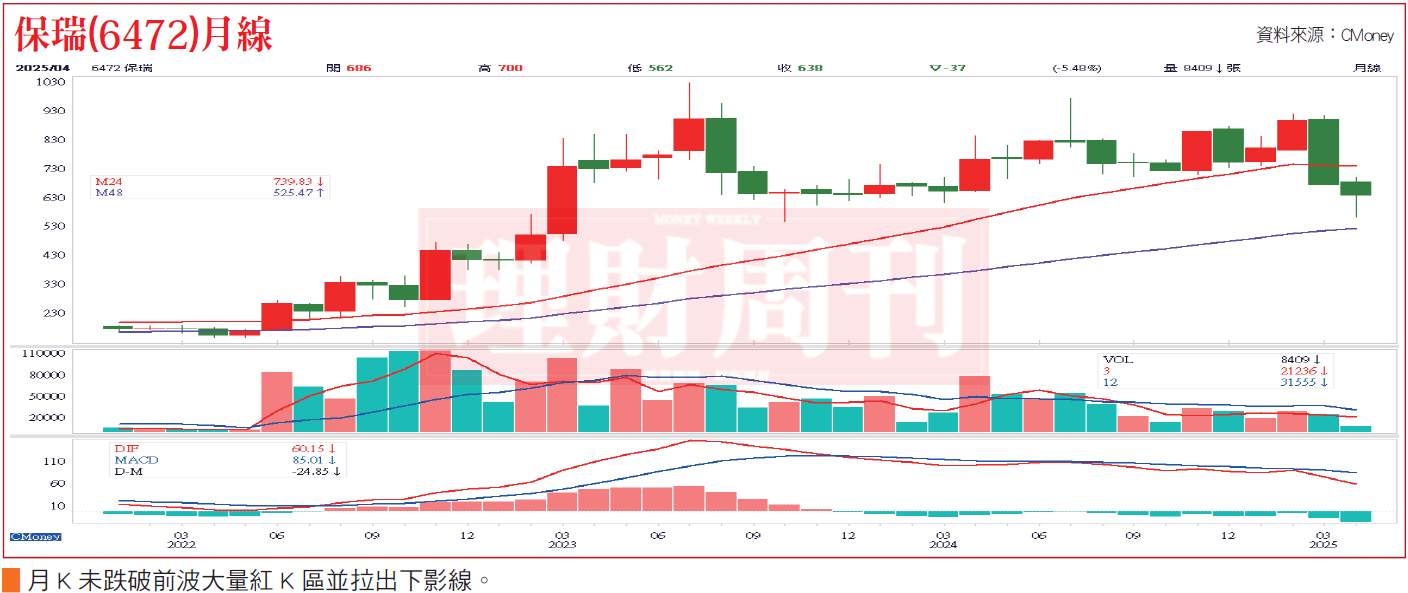 保瑞(6472)月線
資料來源：CMoney
2025/04 6472 保瑞 開 686 高 700 低 562 收 638 ▽-37 (-5.48%) 量 8409↓張 月線
1030
930
830
730
630
530
430
330
230
M24 739.83↓
M48 525.47↑
MONEY WEEKLY
理財周刊
110000
80000
50000
20000
VOL 8409↓
3 21236↓
12 31555↓
110
60
10
DIF 60.15↓
MACD 85.01↓
D-M -24.85↓
CMoney
03 06 09 12 03 06 09 12 03 06 09 12 03
2022 2023 2024 2025
月 K 未跌破前波大量紅 K 區並拉出下影線。